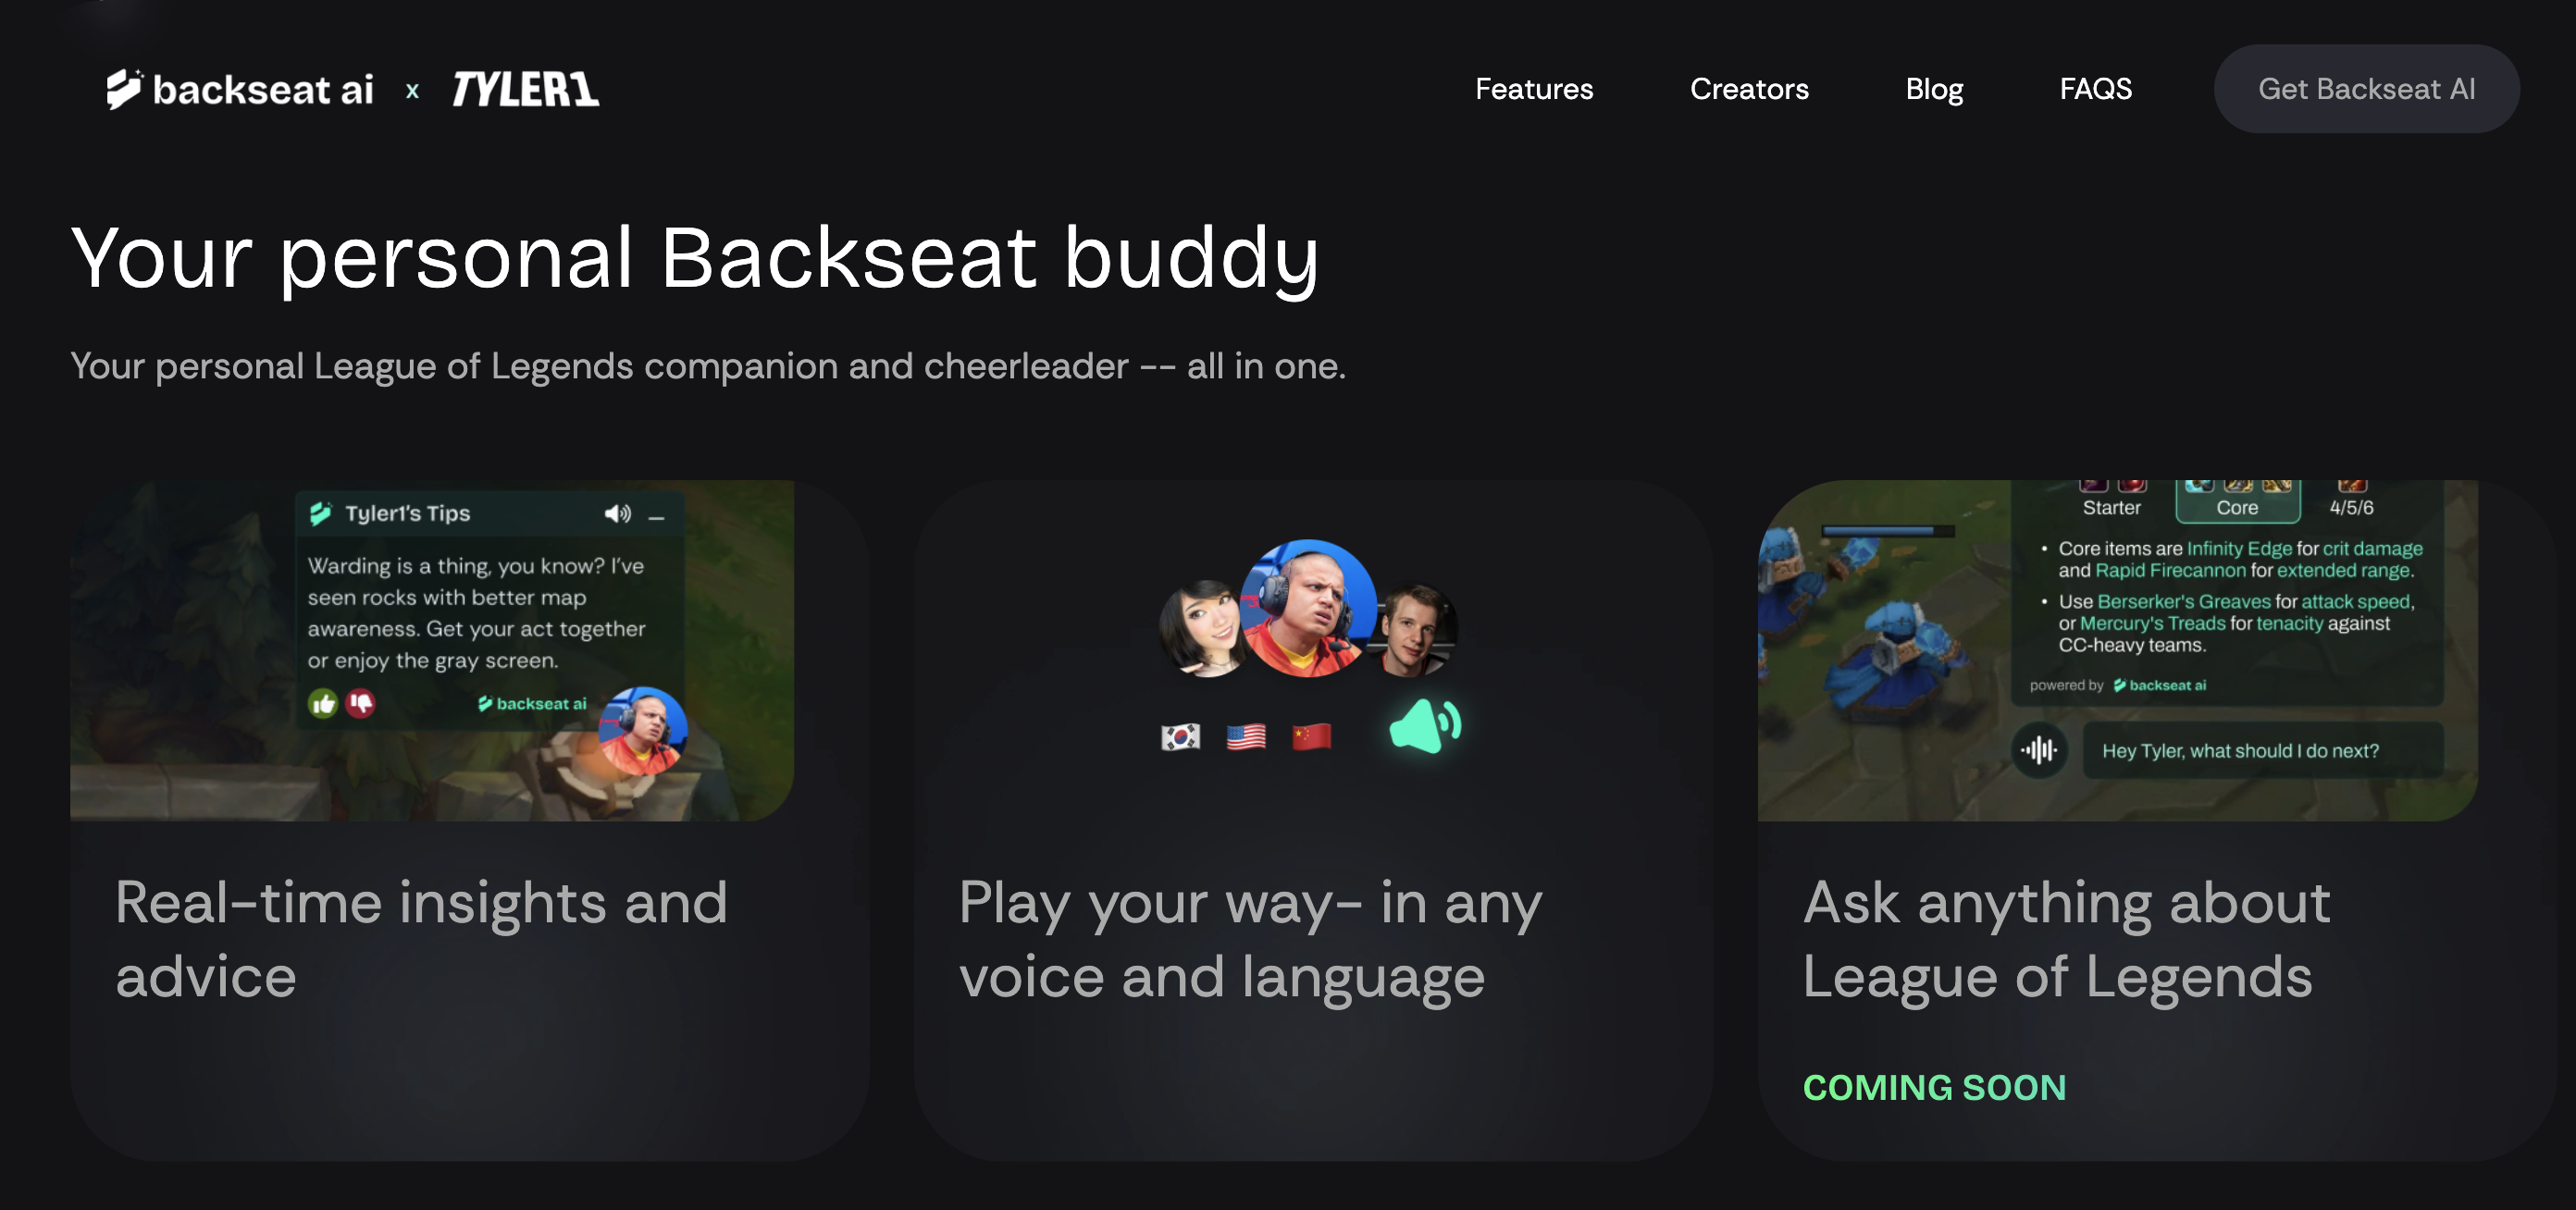 backseat ai x TYLER1
Features
Creators
Blog
FAQS
Get Backseat AI
Your personal Backseat buddy
Your personal League of Legends companion and cheerleader -- all in one.
Tyler1's Tips
Warding is a thing, you know? I've
seen rocks with better map
awareness. Get your act together
or enjoy the gray screen.
backseat ai
Real-time insights and
advice
Play your way- in any
voice and language
Starter
Core
4/5/6
• Core items are Infinity Edge for crit damage
and Rapid Firecannon for extended range.
• Use Berserker's Greaves for attack speed,
or Mercury's Treads for tenacity against
CC-heavy teams.
powered by backseat ai
Hey Tyler, what should I do next?
Ask anything about
League of Legends
COMING SOON